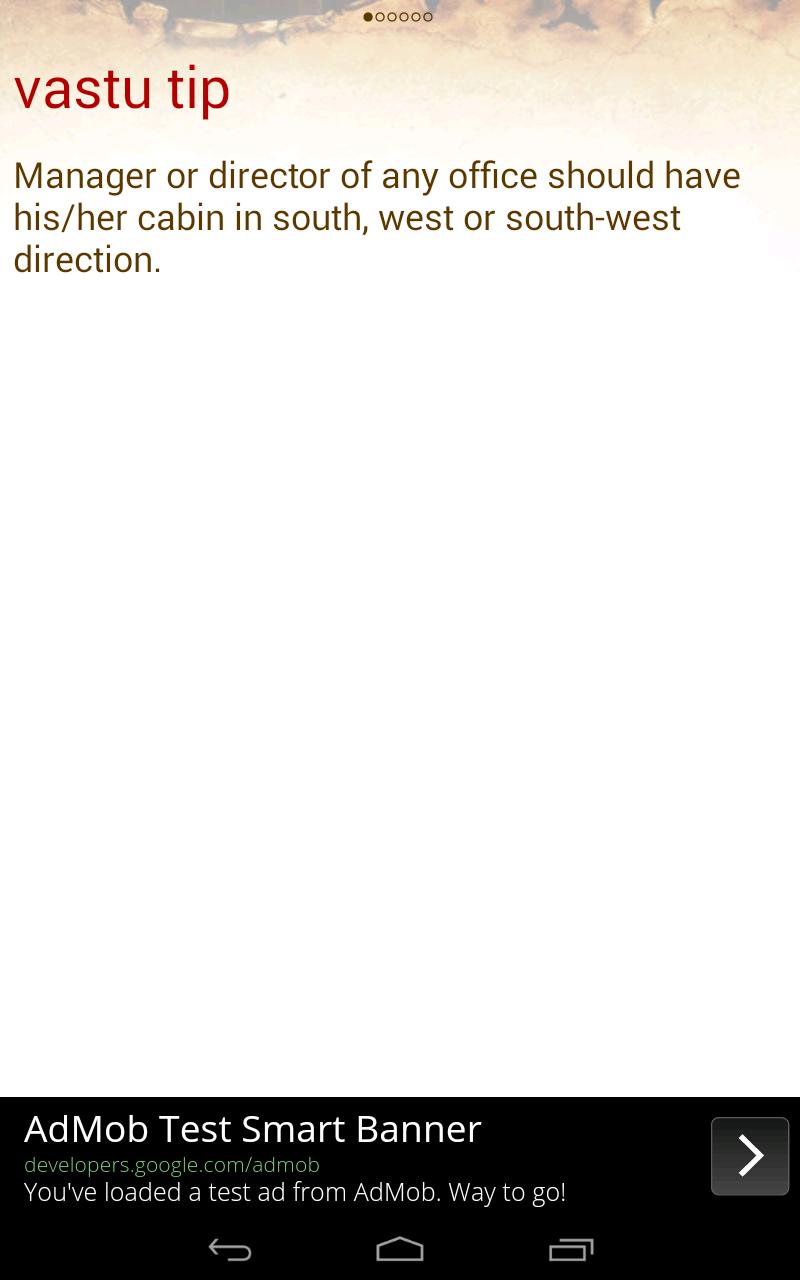 vastu tip
Manager or director of any office should have
his/her cabin in south, west or south-west
direction.
AdMob Test Smart Banner
developers.google.com/admob
You've loaded a test ad from AdMob. Way to go!